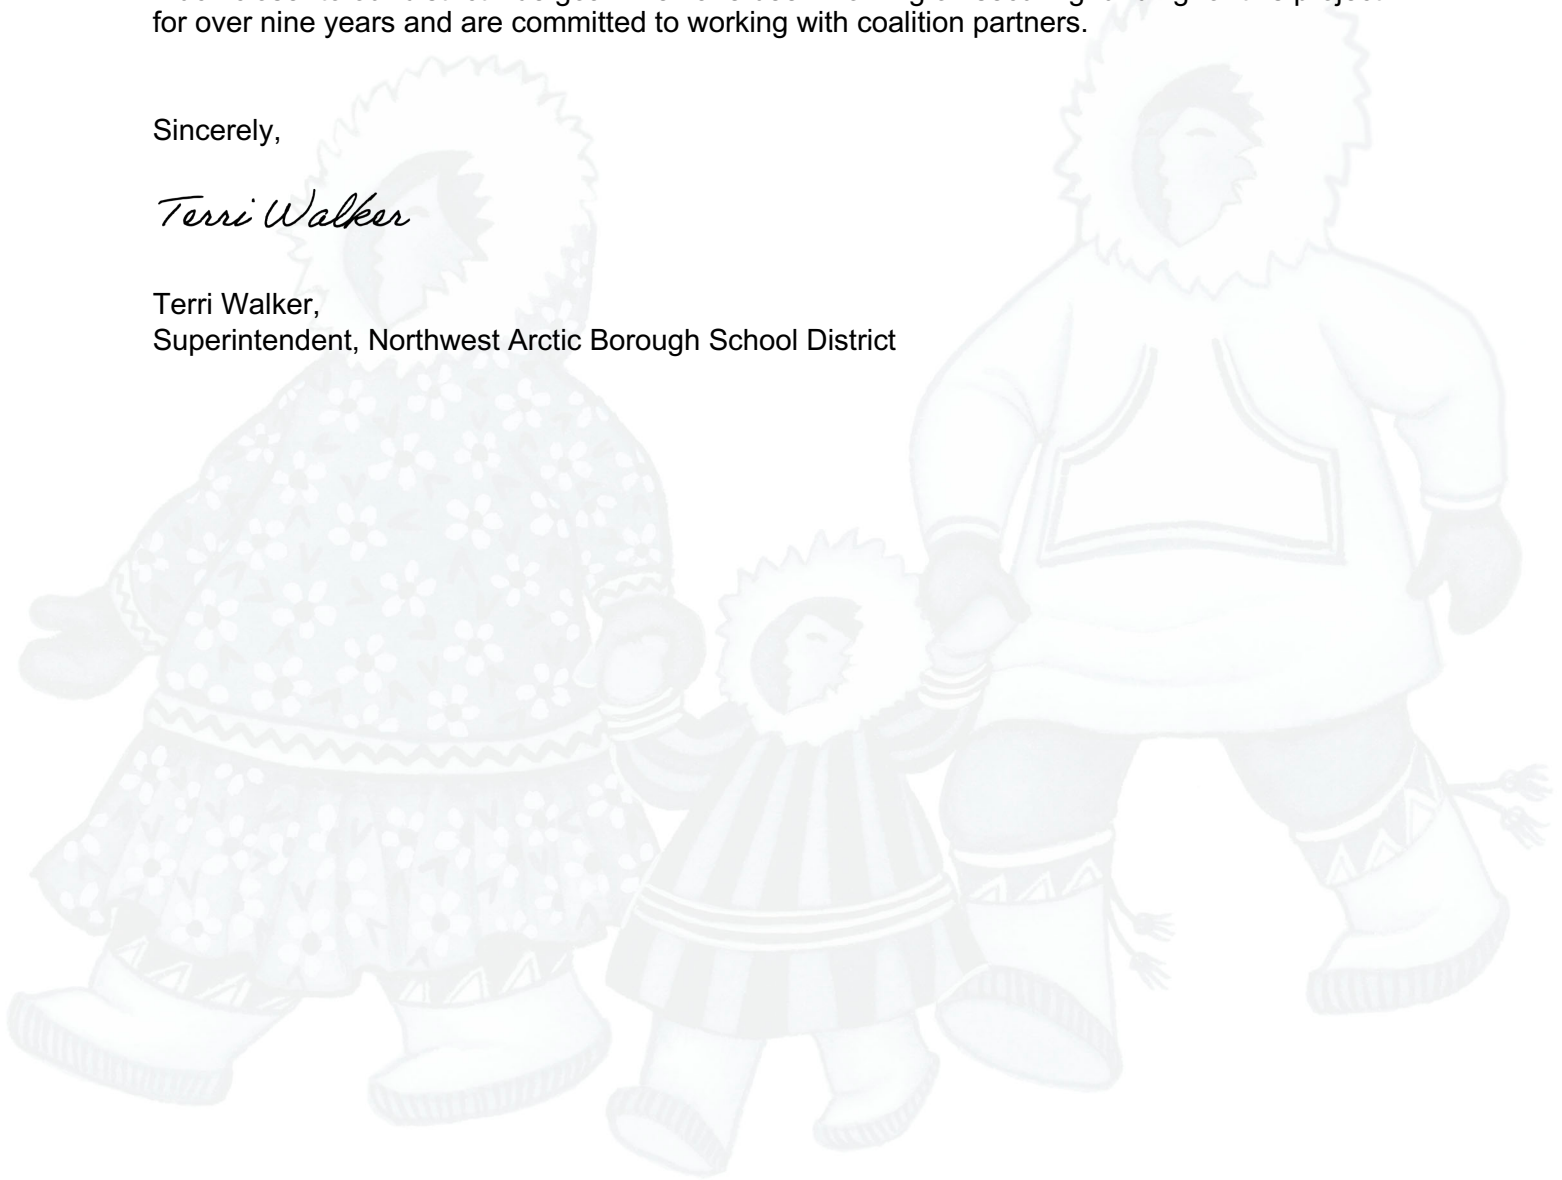 for over nine years and are committed to working with coalition partners.
Sincerely,
Terri Walker
Terri Walker,
Superintendent, Northwest Arctic Borough School District